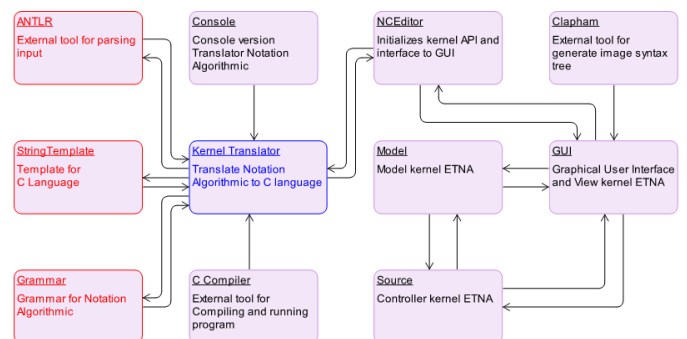 ANTLR
External tool for parsing
input
Console
Console version
Translator Notation
Algorithmic
NCEditor
Initializes kernel API and
interface to GUI
Clapham
External tool for
generate image syntax
tree
StringTemplate
Template for
C Language
Kernel Translator
Translate Notation
Algorithmic to C language
Model
Model kernel ETNA
GUI
Graphical User Interface
and View kernel ETNA
Grammar
Grammar for Notation
Algorithmic
C Compiler
External tool for
Compiling and running
program
Source
Controller kernel ETNA